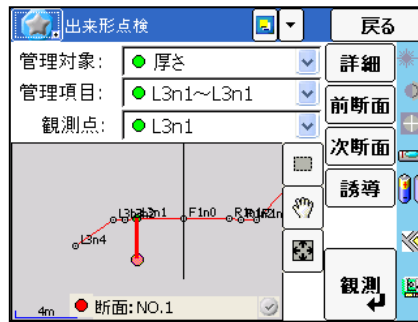 出来形点検
戻る
管理対象: 厚さ
詳細
管理項目: L3n1～L3n1
前断面
観測点: L3n1
次断面
誘導
F1n0
L3n4
観測
4m
断面:NO.1